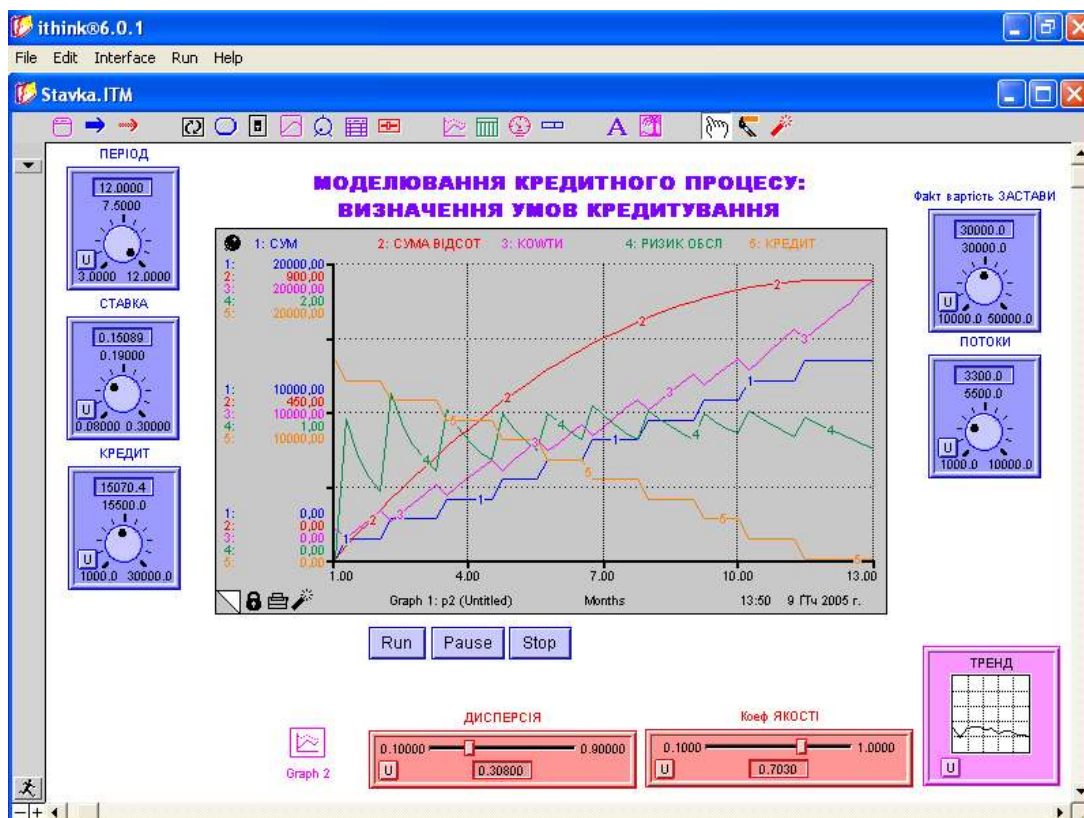 ithink®6.0.1
File Edit Interface Run Help
Stavka.ITM
A
ПЕРІОД
12.0000
7.5000
U
3.0000 12.0000
СТАВКА
0.15089
0.19000
U
0.08000 0.30000
КРЕДИТ
15070.4
15500.0
U
1000.0 30000.0
МОДЕЛЮВАННЯ КРЕДИТНОГО ПРОЦЕСУ:
ВИЗНАЧЕННЯ УМОВ КРЕДИТУВАННЯ
1: СУМ 2: СУМА ВІДСОТ 3: КОШТИ 4: РИЗИК ОБСЛ 5: КРЕДИТ
1: 20000,00
2: 900,00
3: 20000,00
4: 2,00
5: 20000,00
1: 10000,00
2: 450,00
3: 10000,00
4: 1,00
5: 10000,00
1: 0,00
2: 0,00
3: 0,00
4: 0,00
5: 0,00
1.00 4.00 7.00 10.00 13.00
Graph 1: p2 (Untitled) Months 13:50 9 ГТч 2005 г.
Факт вартість ЗАСТАВИ
30000.0
30000.0
U
10000.0 50000.0
ПОТОКИ
3300.0
5500.0
U
1000.0 10000.0
Run Pause Stop
Graph 2
ДИСПЕРСІЯ
0.10000 0.90000
U 0.30800
Коеф ЯКОСТІ
0.1000 1.0000
U 0.7030
ТРЕНД
U